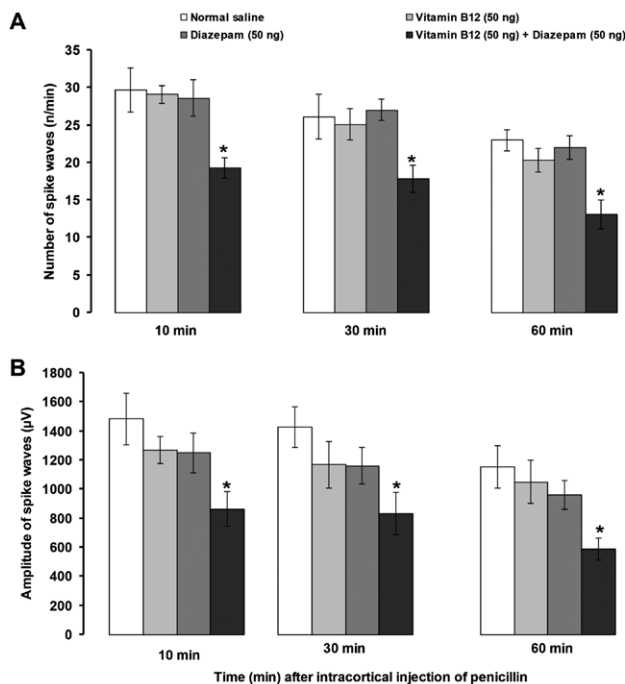 A
Normal saline
Vitamin B12 (50 ng)
Diazepam (50 ng)
Vitamin B12 (50 ng) + Diazepam (50 ng)
Number of spike waves (n/min)
35
30
25
20
15
10
5
0
*
*
*
10 min
30 min
60 min
B
Amplitude of spike waves (µV)
1800
1600
1400
1200
1000
800
600
400
200
0
*
*
*
10 min
30 min
60 min
Time (min) after intracortical injection of penicillin